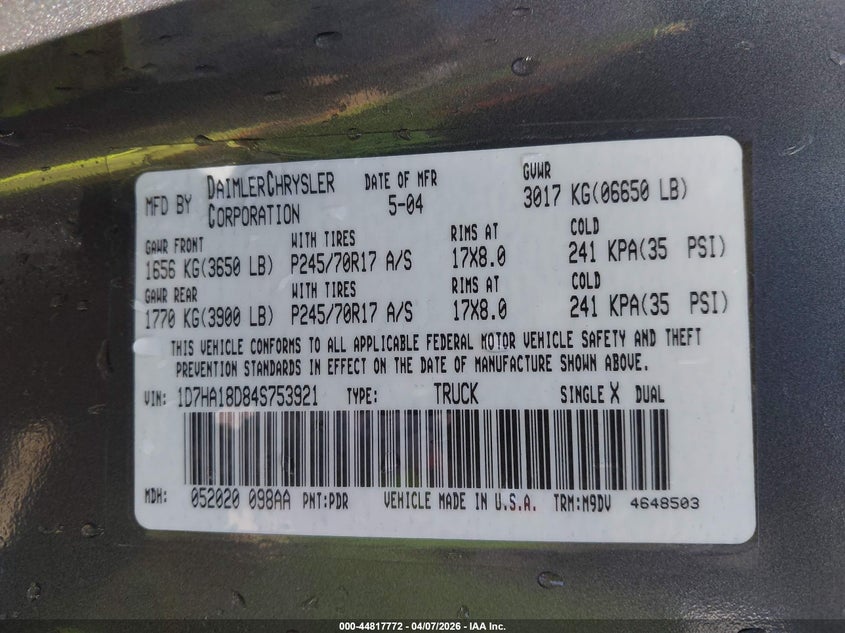 MFD BY DAIMLERCHRYSLER CORPORATION DATE OF MFR 5-04 GVWR 3017 KG(06650 LB)
GAWR FRONT WITH TIRES RIMS AT COLD
1656 KG(3650 LB) P245/70R17 A/S 17X8.0 241 KPA(35 PSI)
GAWR REAR WITH TIRES RIMS AT COLD
1770 KG(3900 LB) P245/70R17 A/S 17X8.0 241 KPA(35 PSI)
THIS VEHICLE CONFORMS TO ALL APPLICABLE FEDERAL MOTOR VEHICLE SAFETY AND THEFT
PREVENTION STANDARDS IN EFFECT ON THE DATE OF MANUFACTURE SHOWN ABOVE.
VIN: 1D7HA18D84S753921 TYPE: TRUCK SINGLE X DUAL
MDH: 052020 098AA PNT:PDR VEHICLE MADE IN U.S.A. TRM:M9DV 4648503
000-44817772 - 04/07/2026 - IAA Inc.